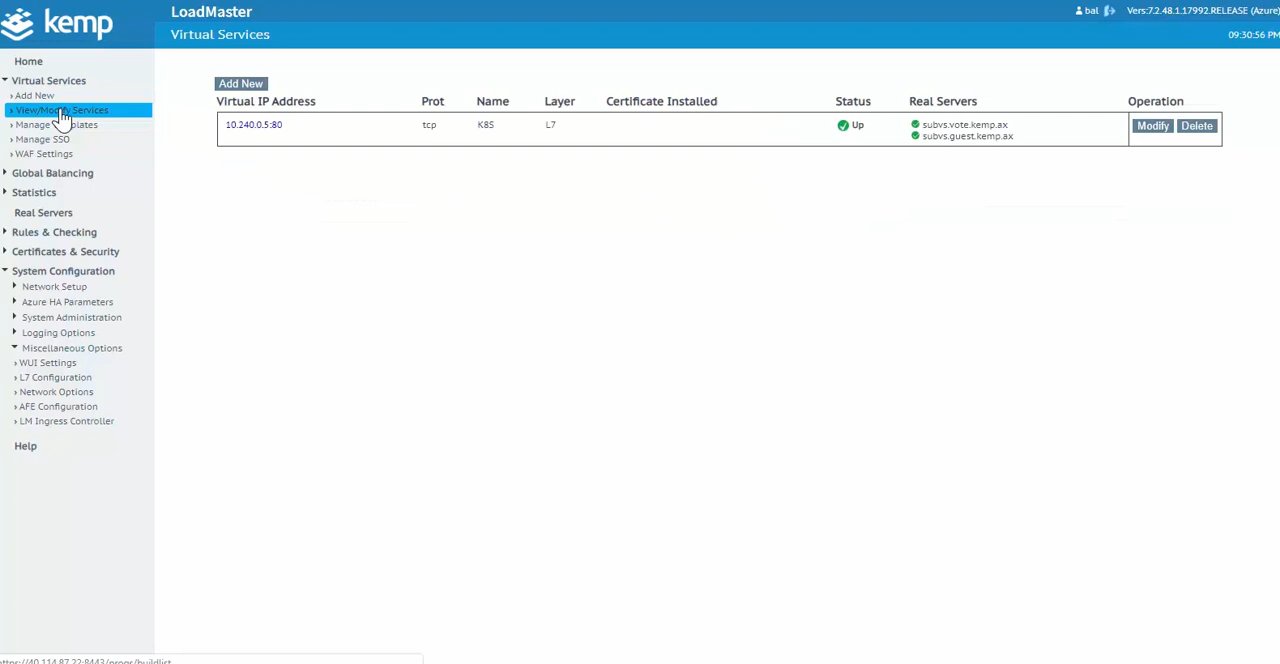 kemp
LoadMaster
bal
Vers:7.2.48.1.17992.RELEASE (Azure)
Virtual Services
09:30:56 PM
Home
Virtual Services
Add New
View/Modify Services
Manage
Manage SSO
WAF Settings
Global Balancing
Statistics
Real Servers
Rules & Checking
Certificates & Security
System Configuration
Network Setup
Azure HA Parameters
System Administration
Logging Options
Miscellaneous Options
WUI Settings
L7 Configuration
Network Options
AFE Configuration
LM Ingress Controller
Help
Add New
Virtual IP Address Prot Name Layer Certificate Installed Status Real Servers Operation
10.240.0.5:80 tcp K8S L7 Up subvs.vote.kemp.ax Modify Delete
subvs.guest.kemp.ax